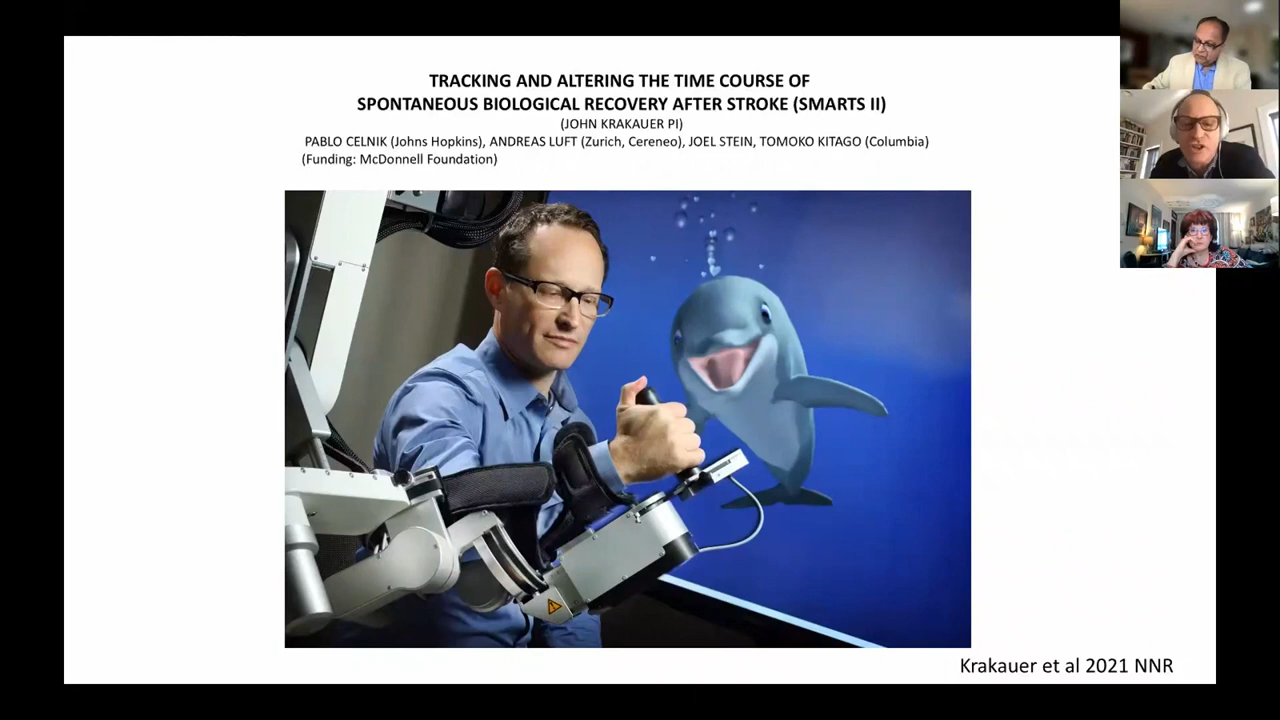 TRACKING AND ALTERING THE TIME COURSE OF
SPONTANEOUS BIOLOGICAL RECOVERY AFTER STROKE (SMARTS II)
(JOHN KRAKAUER PI)
PABLO CELNIK (Johns Hopkins), ANDREAS LUFT (Zurich, Cereneo), JOEL STEIN, TOMOKO KITAGO (Columbia)
(Funding: McDonnell Foundation)
Krakauer et al 2021 NNR